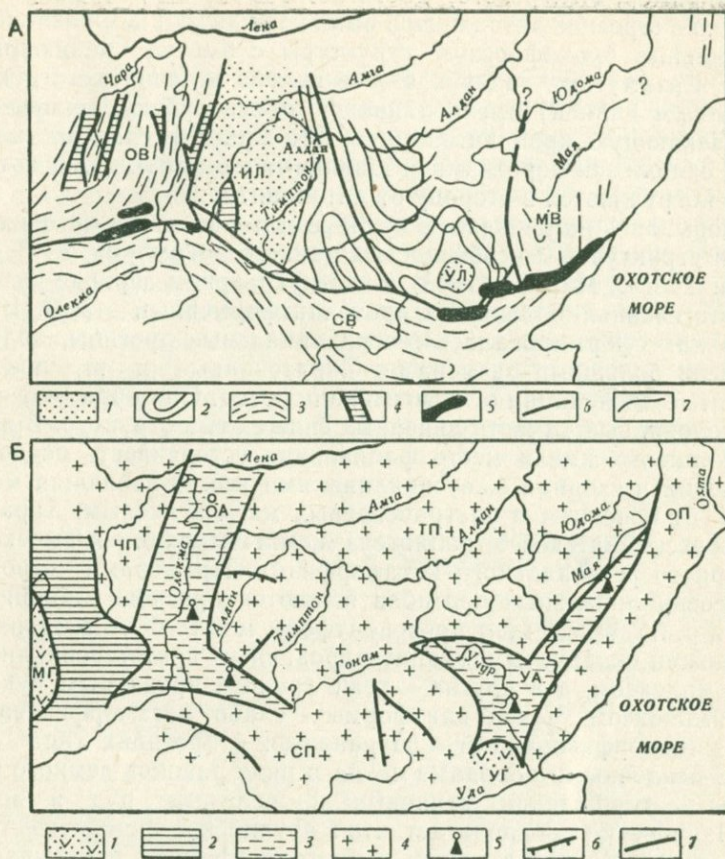 А
Лена
Чара
Амга
Алдан
Юдома
?
?
ОВ
Алдан
ИЛ
Тимптон
Мая
МВ
УЛ
Олекма
СВ
ОХОТСКОЕ
МОРЕ
1 2 3 4 5 6 7
Б
Лена
Охта
ОА
Амга
ЧП
ТП
Алдан
Юдома
ОП
Олекма
Мая
Алдан
Тимптон
Гонам
МГ
Учур
УА
?
СП
ОХОТСКОЕ
МОРЕ
УГ
Уда
1 2 3 4 5 6 7